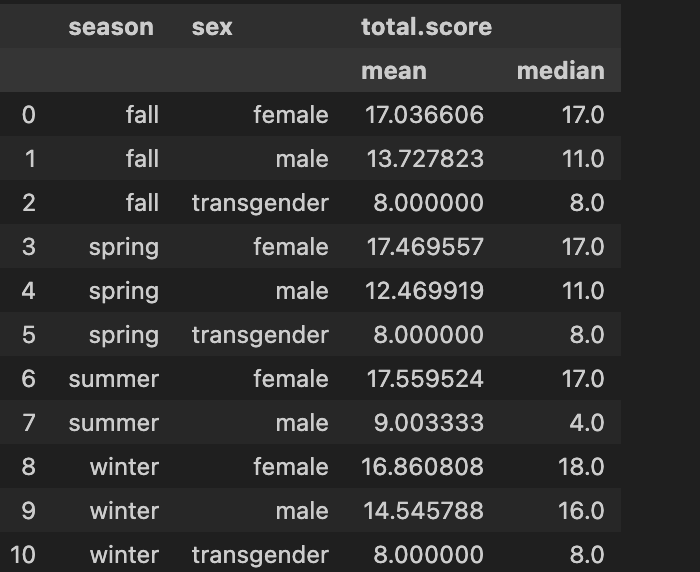 season sex total.score
mean median
0 fall female 17.036606 17.0
1 fall male 13.727823 11.0
2 fall transgender 8.000000 8.0
3 spring female 17.469557 17.0
4 spring male 12.469919 11.0
5 spring transgender 8.000000 8.0
6 summer female 17.559524 17.0
7 summer male 9.003333 4.0
8 winter female 16.860808 18.0
9 winter male 14.545788 16.0
10 winter transgender 8.000000 8.0